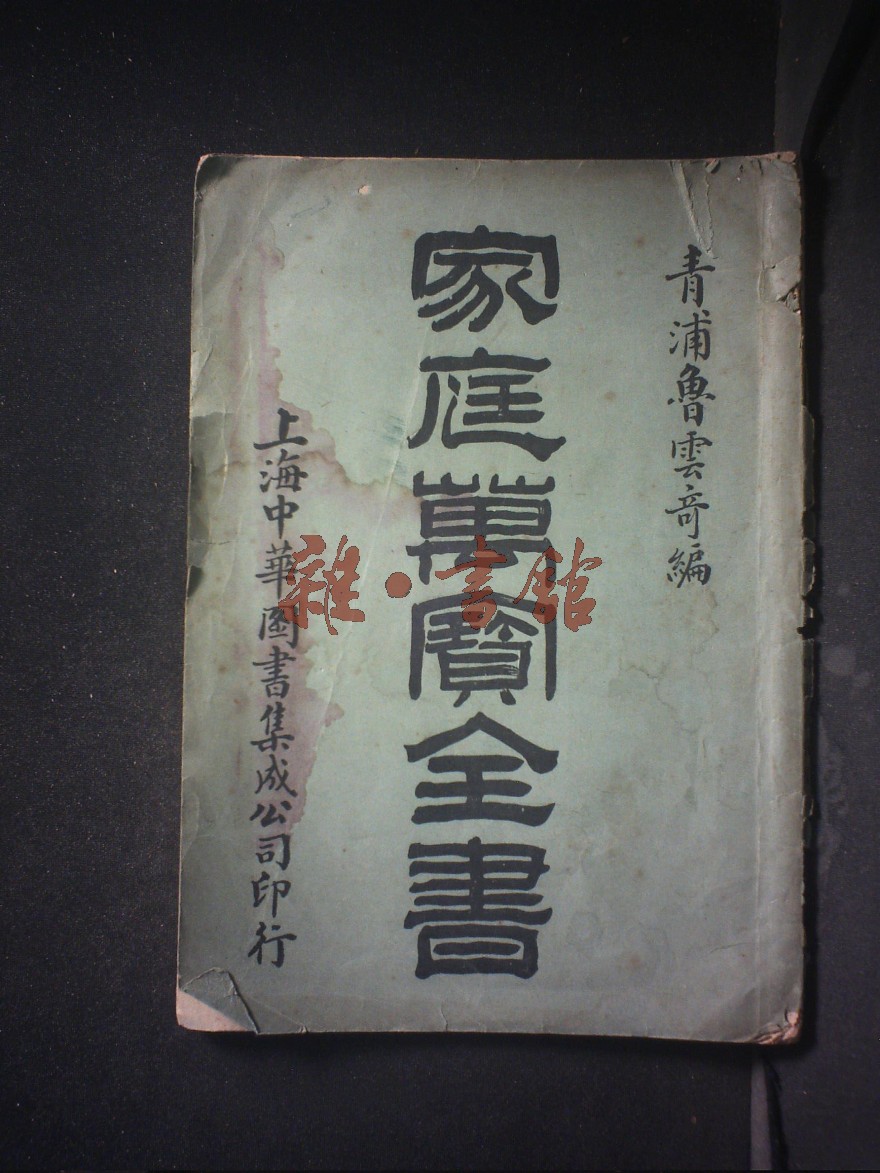 青浦魯雲奇編
家庭萬寶全書
上海中華圖書集成公司印行
雜·書館